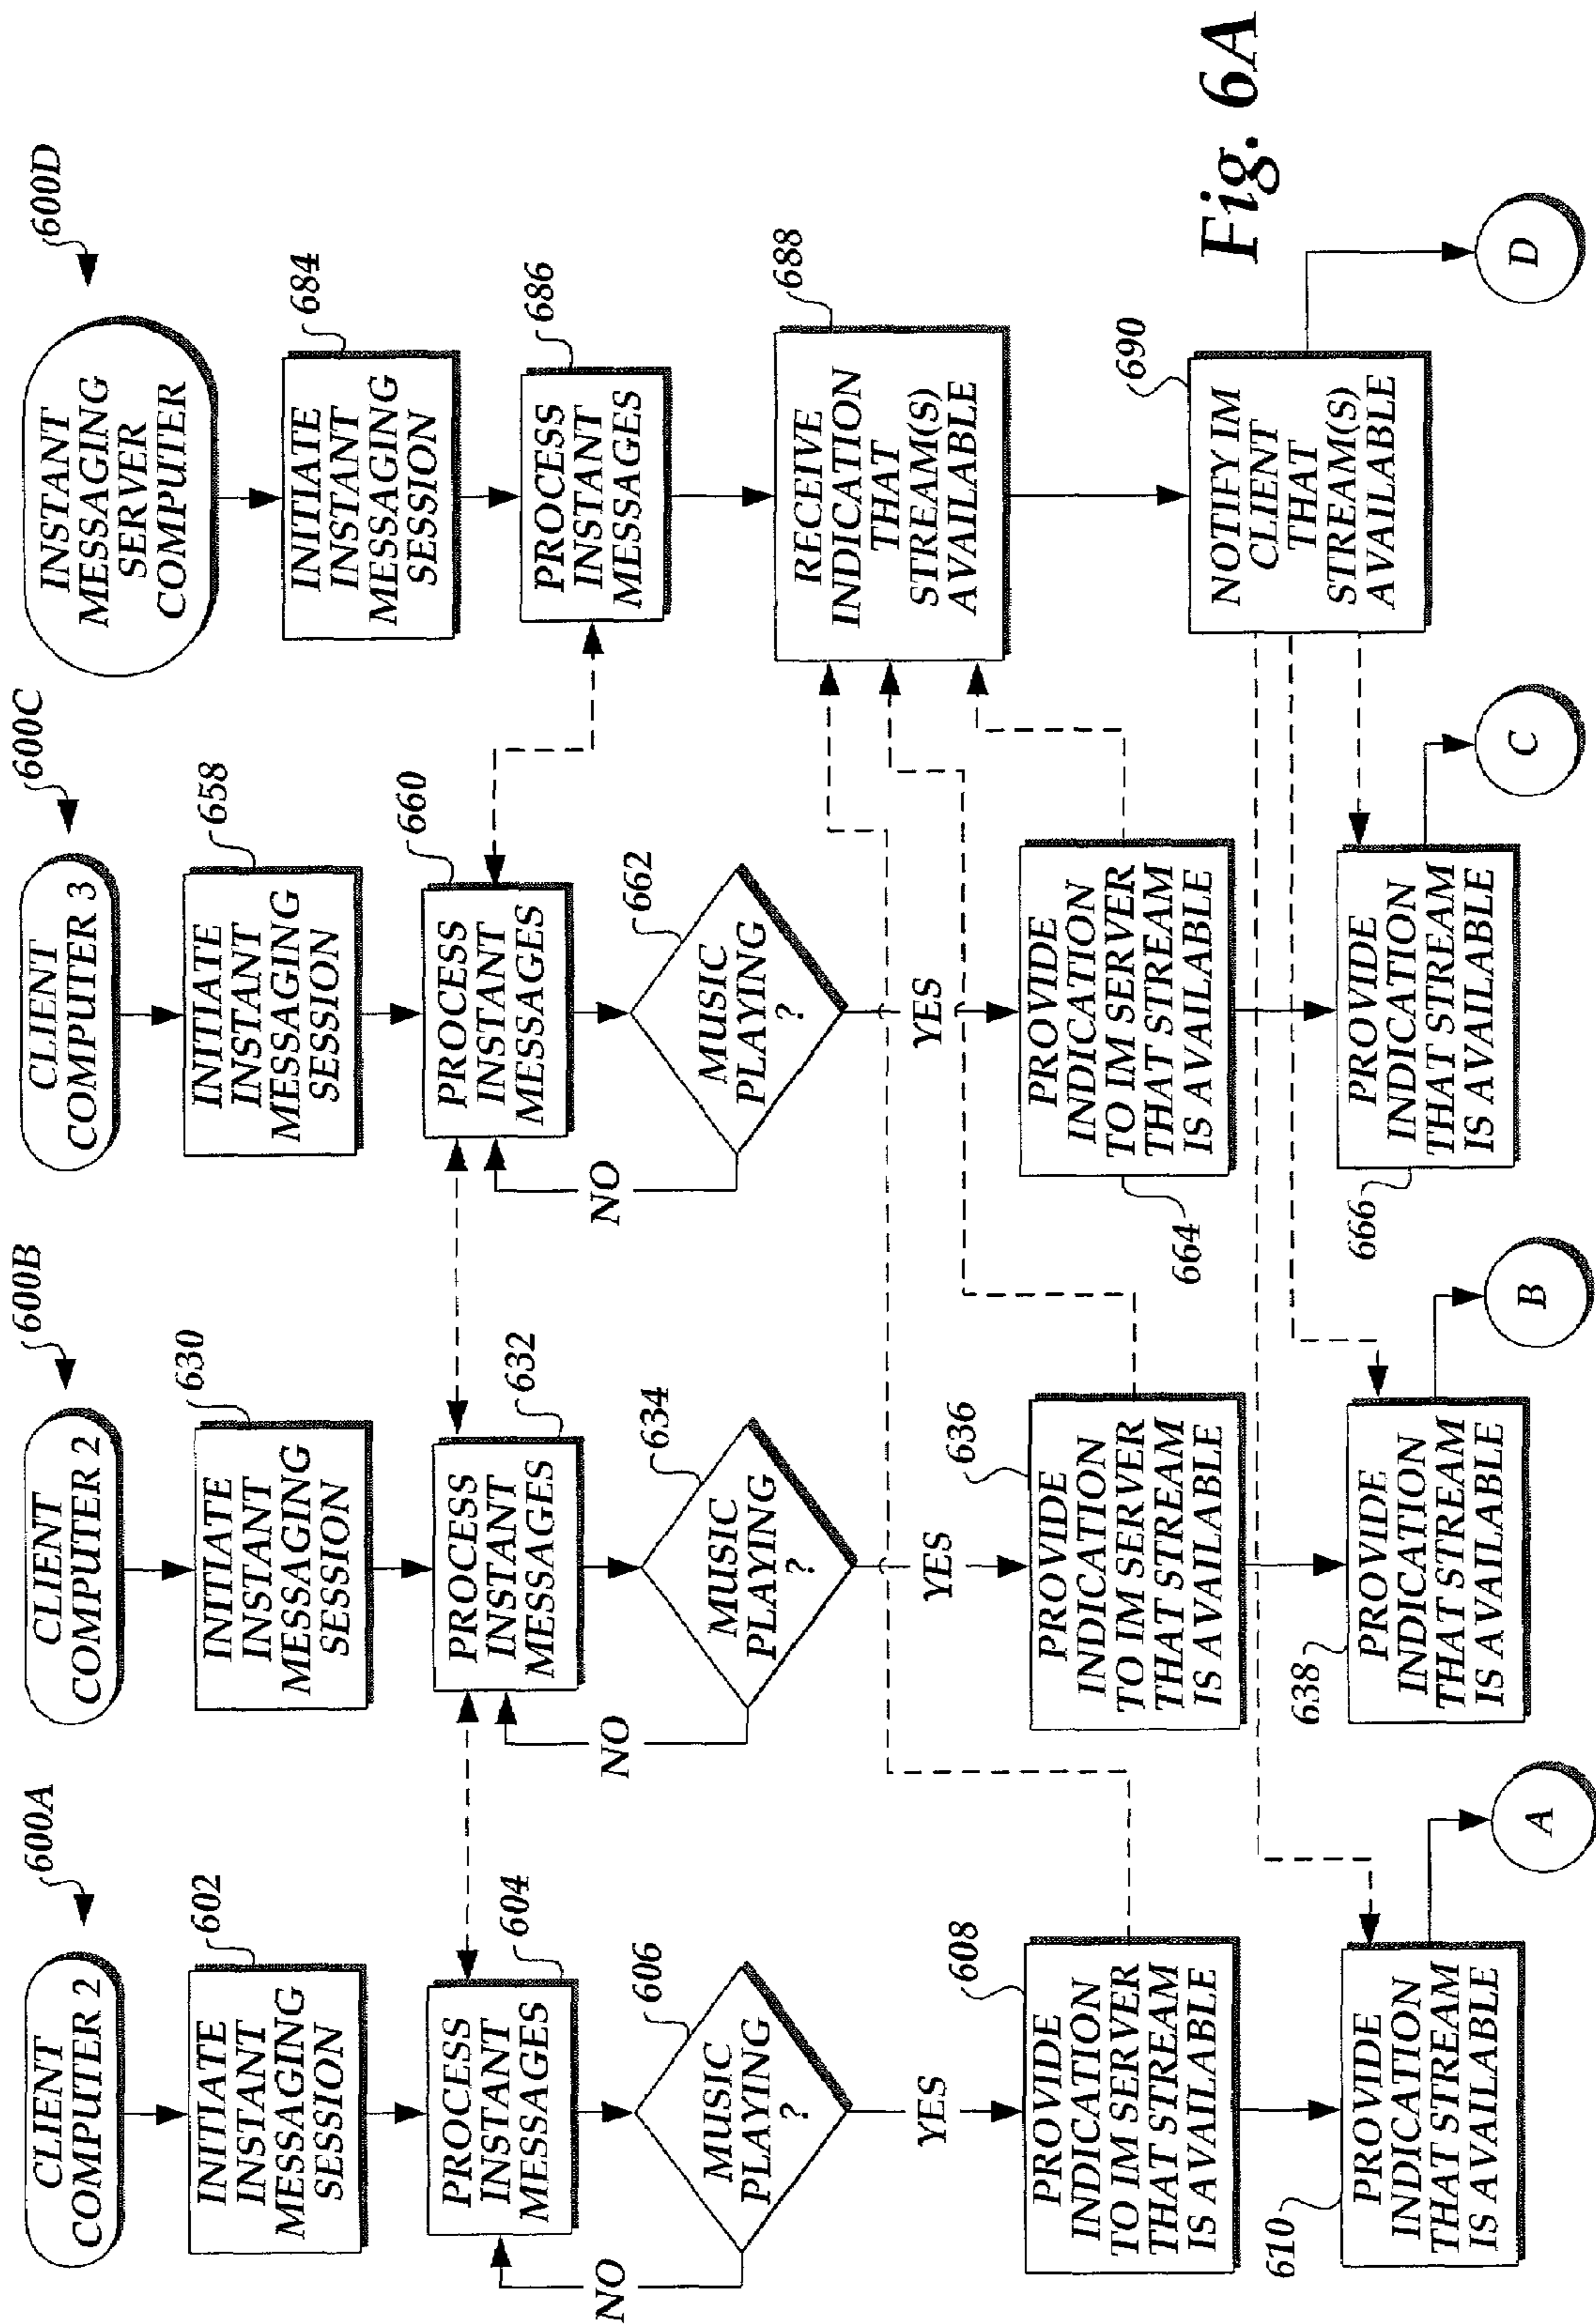 CLIENT
COMPUTER 2
600A
INITIATE
INSTANT
MESSAGING
SESSION
602
PROCESS
INSTANT
MESSAGES
604
MUSIC
PLAYING
?
606
NO
YES
PROVIDE
INDICATION
TO IM SERVER
THAT STREAM
IS AVAILABLE
608
PROVIDE
INDICATION
THAT STREAM
IS AVAILABLE
610
A
CLIENT
COMPUTER 2
600B
INITIATE
INSTANT
MESSAGING
SESSION
630
PROCESS
INSTANT
MESSAGES
632
MUSIC
PLAYING
?
634
NO
YES
PROVIDE
INDICATION
TO IM SERVER
THAT STREAM
IS AVAILABLE
636
PROVIDE
INDICATION
THAT STREAM
IS AVAILABLE
638
B
CLIENT
COMPUTER 3
600C
INITIATE
INSTANT
MESSAGING
SESSION
658
PROCESS
INSTANT
MESSAGES
660
MUSIC
PLAYING
?
662
NO
YES
PROVIDE
INDICATION
TO IM SERVER
THAT STREAM
IS AVAILABLE
664
PROVIDE
INDICATION
THAT STREAM
IS AVAILABLE
666
C
INSTANT
MESSAGING
SERVER
COMPUTER
600D
INITIATE
INSTANT
MESSAGING
SESSION
684
PROCESS
INSTANT
MESSAGES
686
RECEIVE
INDICATION
THAT
STREAM(S)
AVAILABLE
688
NOTIFY IM
CLIENT
THAT
STREAM(S)
AVAILABLE
690
D
Fig. 6A